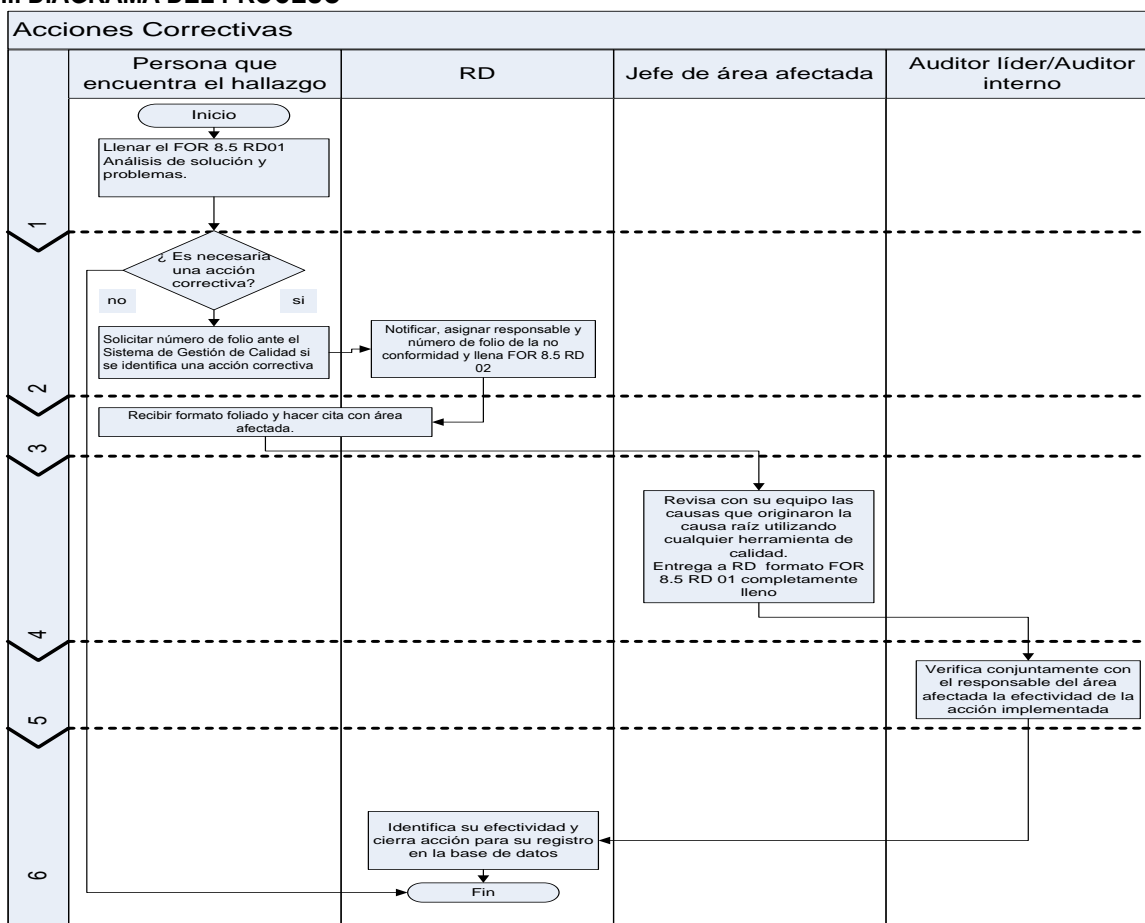 III DIAGRAMA DEL PROCESO
Acciones Correctivas
Persona que
encuentra el hallazgo
RD
Jefe de área afectada
Auditor líder/Auditor
interno
Inicio
Llenar el FOR 8.5 RD01
Análisis de solución y
problemas.
1
¿ Es necesaria
una acción
correctiva?
no
si
Solicitar número de folio ante el
Sistema de Gestión de Calidad si
se identifica una acción correctiva
Notificar, asignar responsable y
número de folio de la no
conformidad y llena FOR 8.5 RD
02
2
Recibir formato foliado y hacer cita con área
afectada.
3
Revisa con su equipo las
causas que originaron la
causa raíz utilizando
cualquier herramienta de
calidad.
Entrega a RD formato FOR
8.5 RD 01 completamente
lleno
4
Verifica conjuntamente con
el responsable del área
afectada la efectividad de la
acción implementada
5
Identifica su efectividad y
cierra acción para su registro
en la base de datos
6
Fin